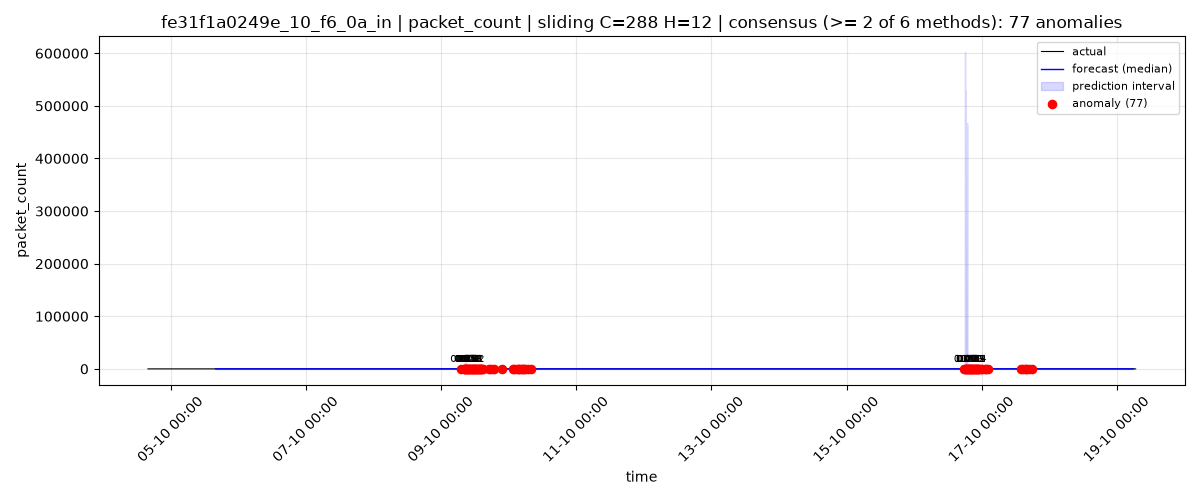 fe31f1a0249e_10_f6_0a_in | packet_count | sliding C=288 H=12 | consensus (>= 2 of 6 methods): 77 anomalies
actual
forecast (median)
prediction interval
anomaly (77)
packet_count
600000
500000
400000
300000
200000
100000
0
05-10 00:00
07-10 00:00
09-10 00:00
11-10 00:00
13-10 00:00
15-10 00:00
17-10 00:00
19-10 00:00
time